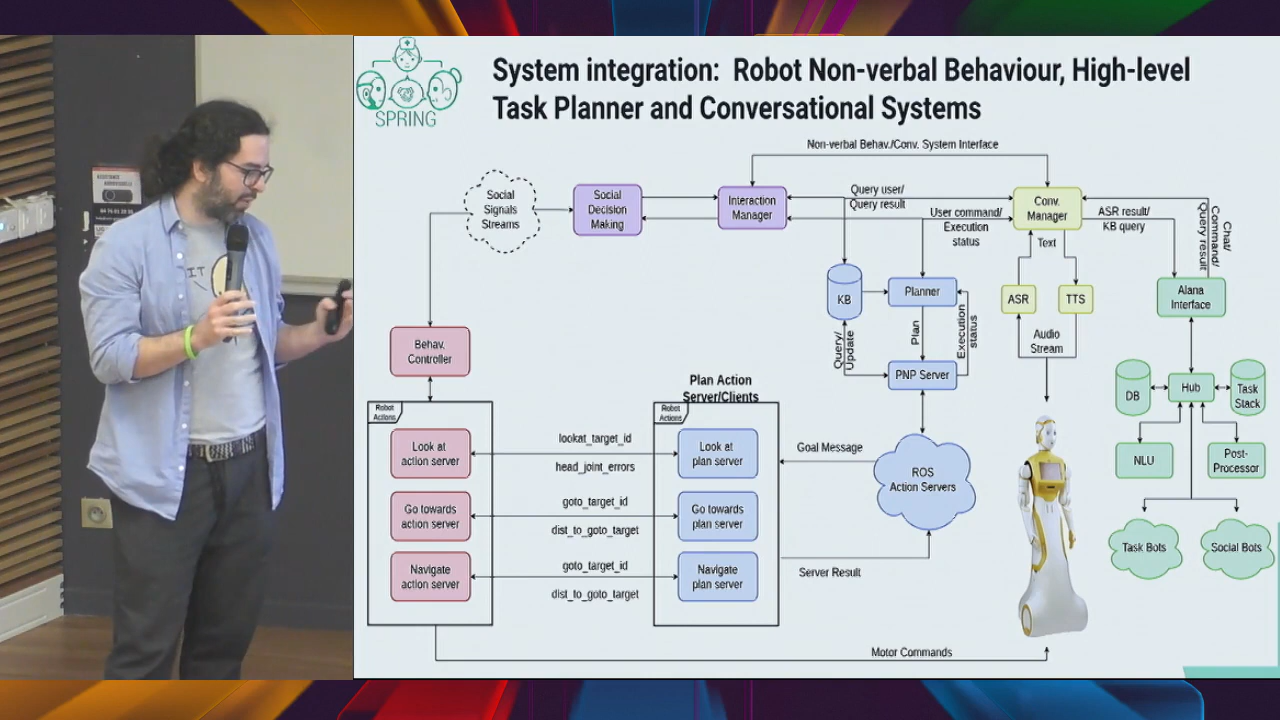 SPRING
System integration: Robot Non-verbal Behaviour, High-level
Task Planner and Conversational Systems
Non-verbal Behav./Conv. System Interface
Social
Signals
Streams
Social
Decision
Making
Interaction
Manager
Query user/
Query result
User command/
Execution
status
Conv.
Manager
ASR result/
KB query
Chat/
Command/
Query result
Text
KB
Planner
ASR
TTS
Alana
Interface
Query/
Update
Plan
Execution
status
Audio
Stream
Behav.
Controller
PNP Server
Plan Action
Server/Clients
DB
Hub
Task
Stack
Robot
Actions
Robot
Actions
Look at
action server
lookat_target_id
head_joint_errors
Look at
plan server
Goal Message
ROS
Action Servers
NLU
Post-
Processor
Go towards
action server
goto_target_id
dist_to_goto_target
Go towards
plan server
Task Bots
Social Bots
Navigate
action server
goto_target_id
dist_to_goto_target
Navigate
plan server
Server Result
Motor Commands
IT